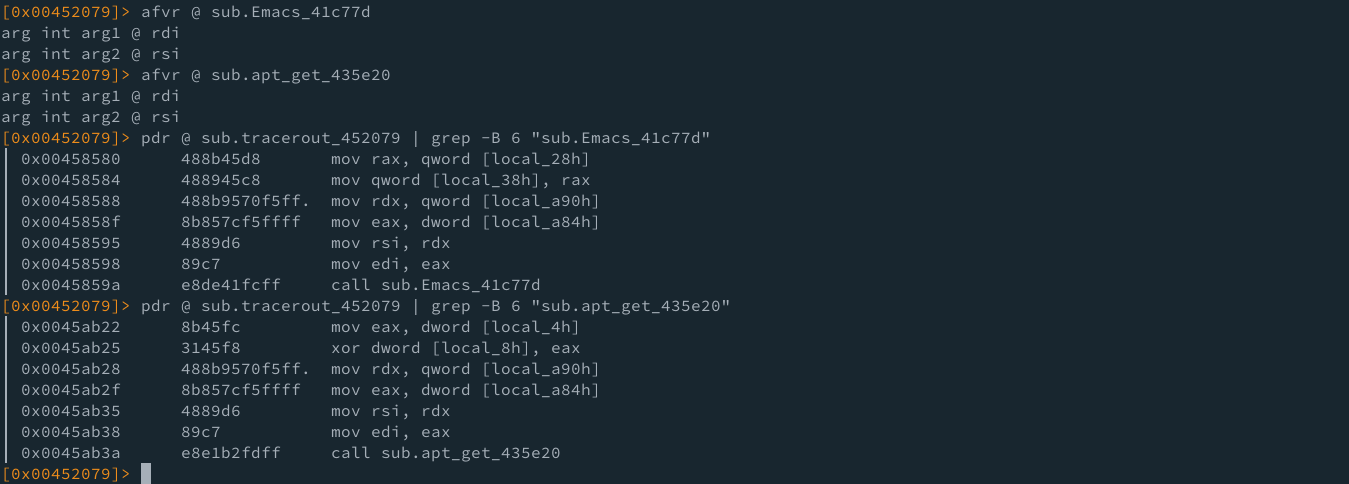 [0x00452079]> afvr @ sub.Emacs_41c77d
arg int arg1 @ rdi
arg int arg2 @ rsi
[0x00452079]> afvr @ sub.apt_get_435e20
arg int arg1 @ rdi
arg int arg2 @ rsi
[0x00452079]> pdr @ sub.tracerout_452079 | grep -B 6 "sub.Emacs_41c77d"
| 0x00458580      488b45d8       mov rax, qword [local_28h]
| 0x00458584      488945c8       mov qword [local_38h], rax
| 0x00458588      488b9570f5ff.  mov rdx, qword [local_a90h]
| 0x0045858f      8b857cf5ffff   mov eax, dword [local_a84h]
| 0x00458595      4889d6         mov rsi, rdx
| 0x00458598      89c7           mov edi, eax
| 0x0045859a      e8de41fcff     call sub.Emacs_41c77d
[0x00452079]> pdr @ sub.tracerout_452079 | grep -B 6 "sub.apt_get_435e20"
| 0x0045ab22      8b45fc         mov eax, dword [local_4h]
| 0x0045ab25      3145f8         xor dword [local_8h], eax
| 0x0045ab28      488b9570f5ff.  mov rdx, qword [local_a90h]
| 0x0045ab2f      8b857cf5ffff   mov eax, dword [local_a84h]
| 0x0045ab35      4889d6         mov rsi, rdx
| 0x0045ab38      89c7           mov edi, eax
| 0x0045ab3a      e8e1b2fdff     call sub.apt_get_435e20
[0x00452079]>